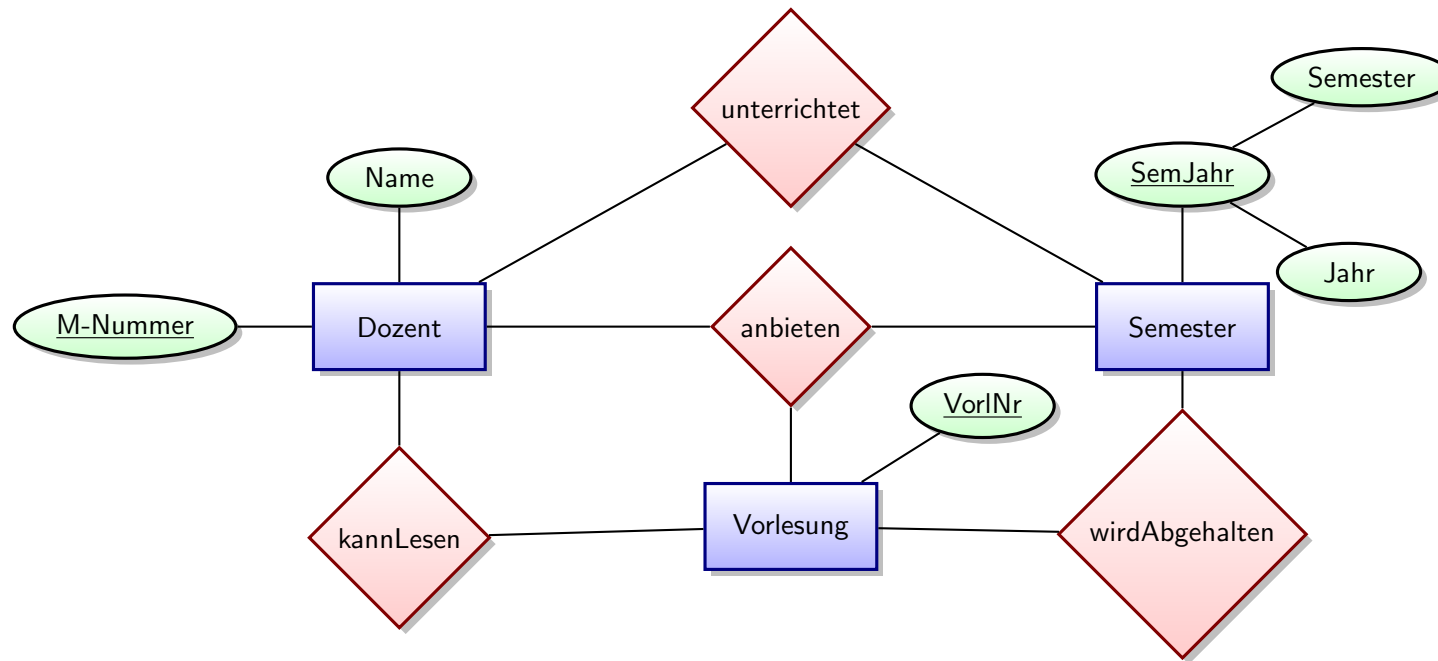 Semester
unterrichtet
SemJahr
Name
Jahr
M-Nummer
Dozent
anbieten
Semester
VorlNr
Vorlesung
kannLesen
wirdAbgehalten